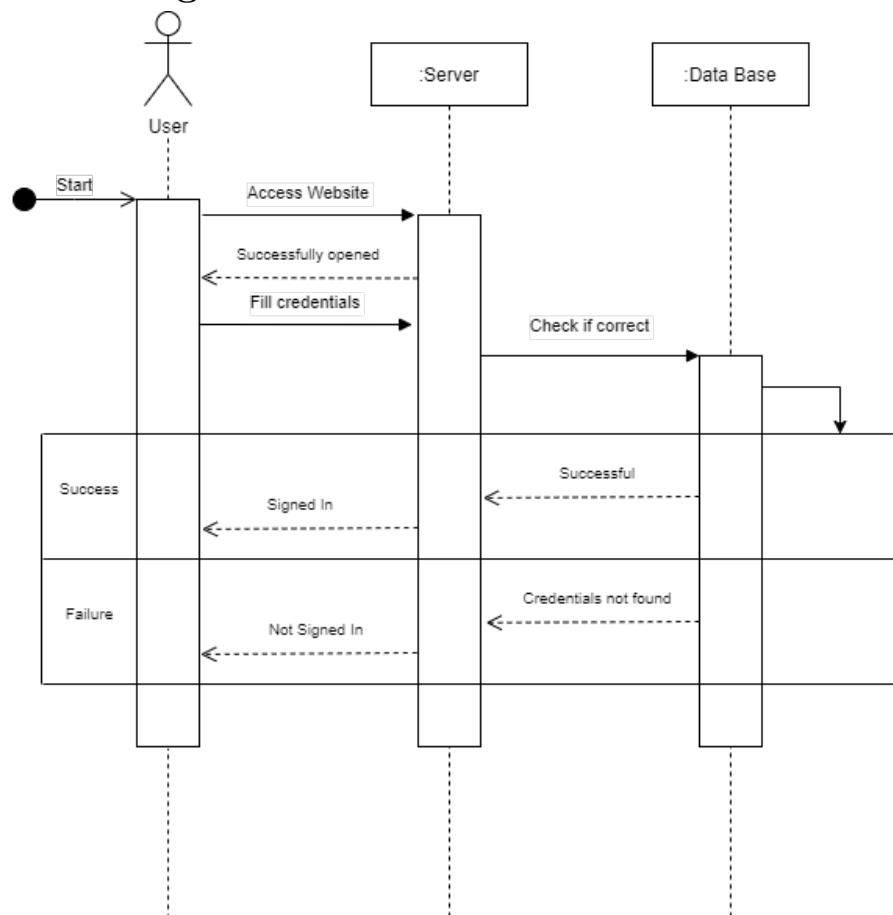 :Server
:Data Base
User
Start
Access Website
Successfully opened
Fill credentials
Check if correct
Success
Successful
Signed In
Failure
Credentials not found
Not Signed In